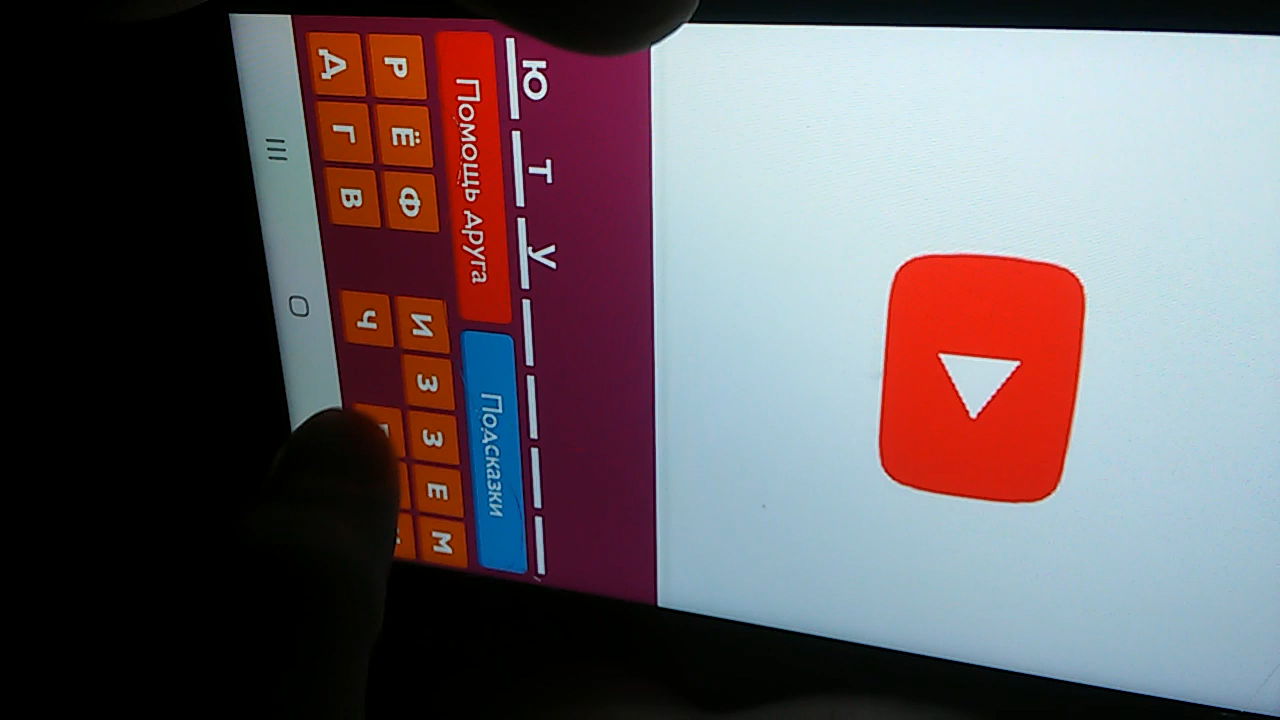 Ю Т У
Помощь друга Подсказки
Р Ё Ф И З З Е М
Д Г В Ч